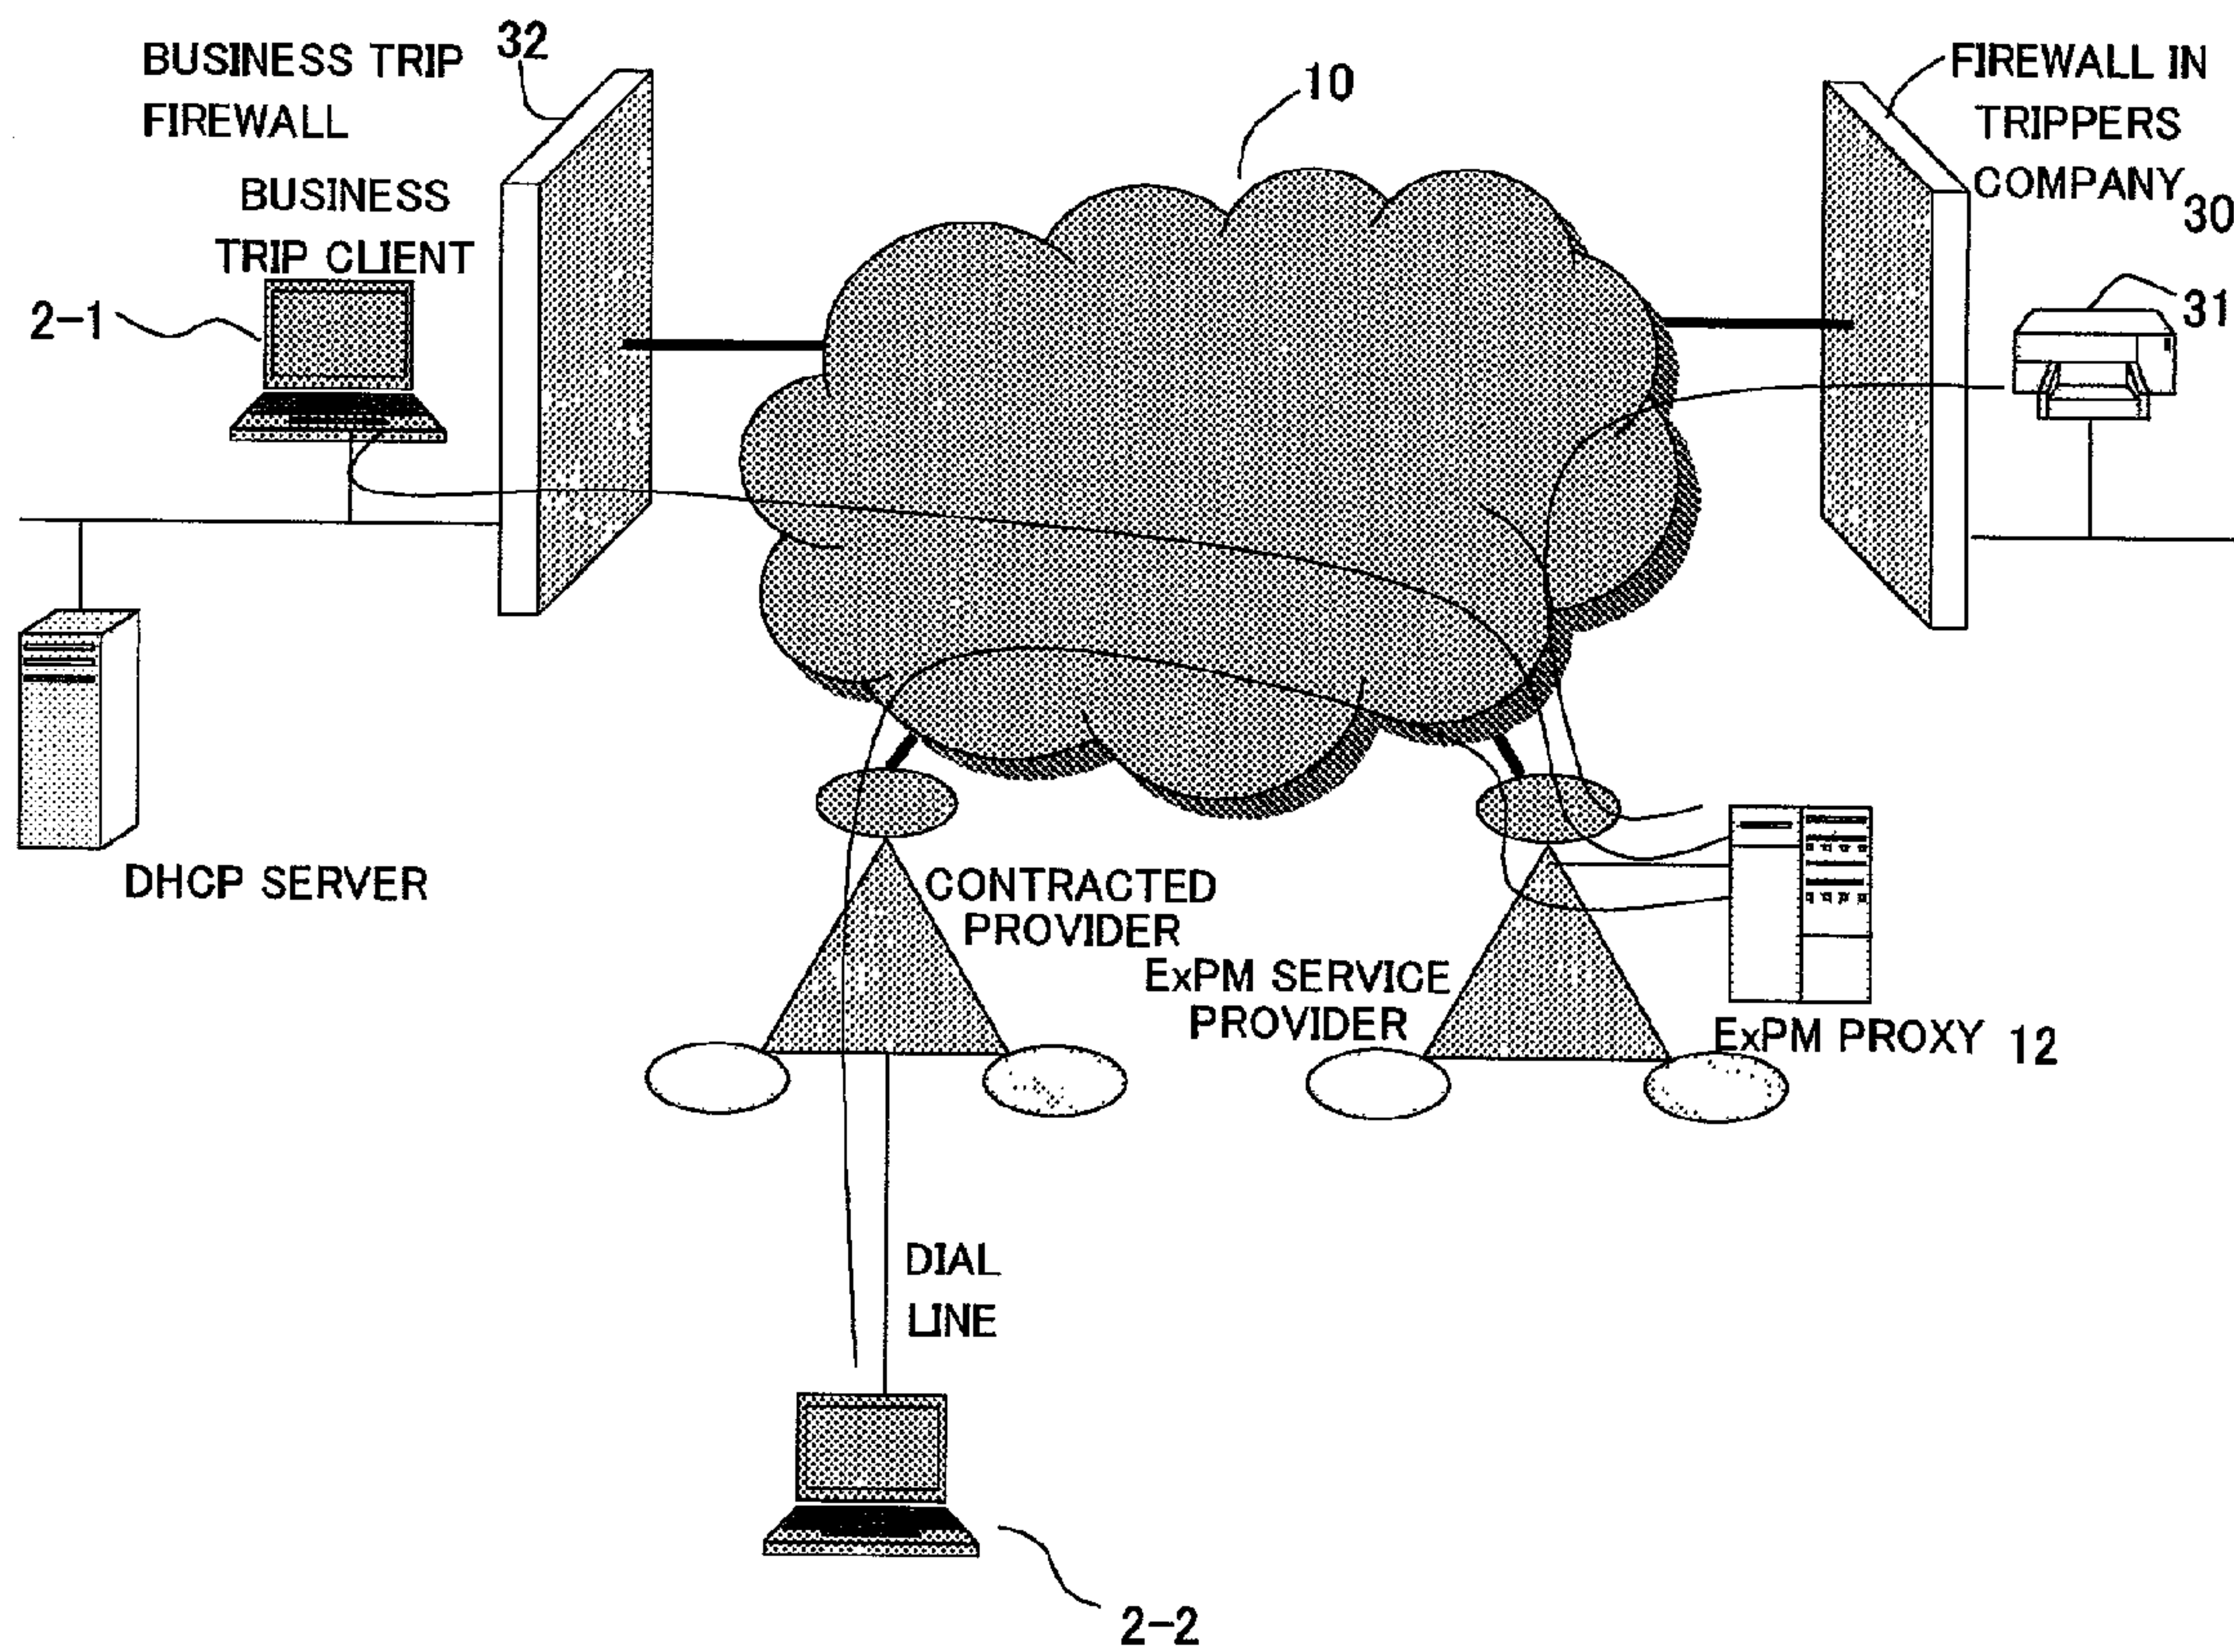 BUSINESS TRIP
FIREWALL
32
BUSINESS
TRIP CLIENT
2-1
10
FIREWALL IN
TRIPPERS
COMPANY
30
31
DHCP SERVER
CONTRACTED
PROVIDER
ExPM SERVICE
PROVIDER
ExPM PROXY 12
DIAL
LINE
2-2